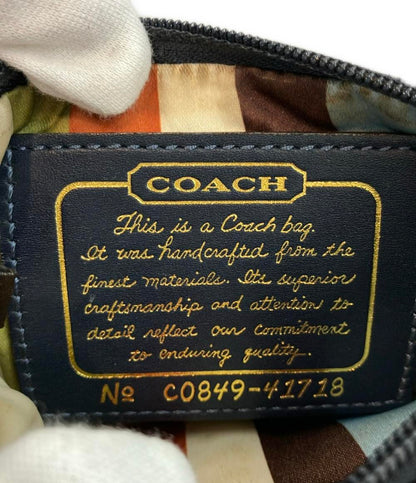 COACH
This is a Coach bag.
It was handcrafted from the
finest materials. Its superior
craftsmanship and attention to
detail reflect our commitment
to enduring quality.
No C0849-41718